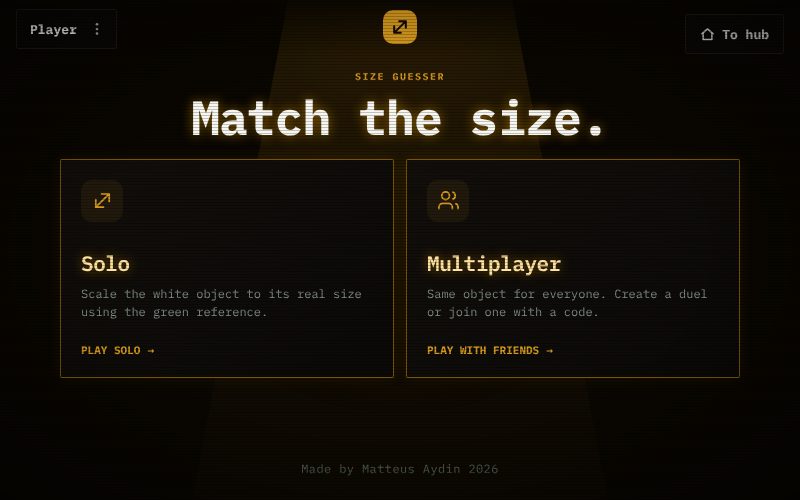 Player
To hub
SIZE GUESSER
Match the size.
Solo
Scale the white object to its real size
using the green reference.
PLAY SOLO →
Multiplayer
Same object for everyone. Create a duel
or join one with a code.
PLAY WITH FRIENDS →
Made by Matteus Aydin 2026